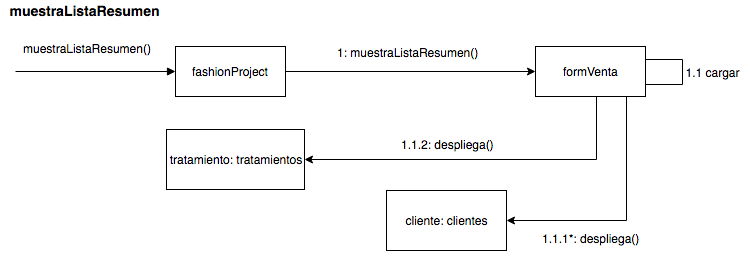 muestraListaResumen
muestraListaResumen()
1: muestraListaResumen()
fashionProject
formVenta
1.1 cargar
1.1.2: despliega()
tratamiento: tratamientos
cliente: clientes
1.1.1*: despliega()